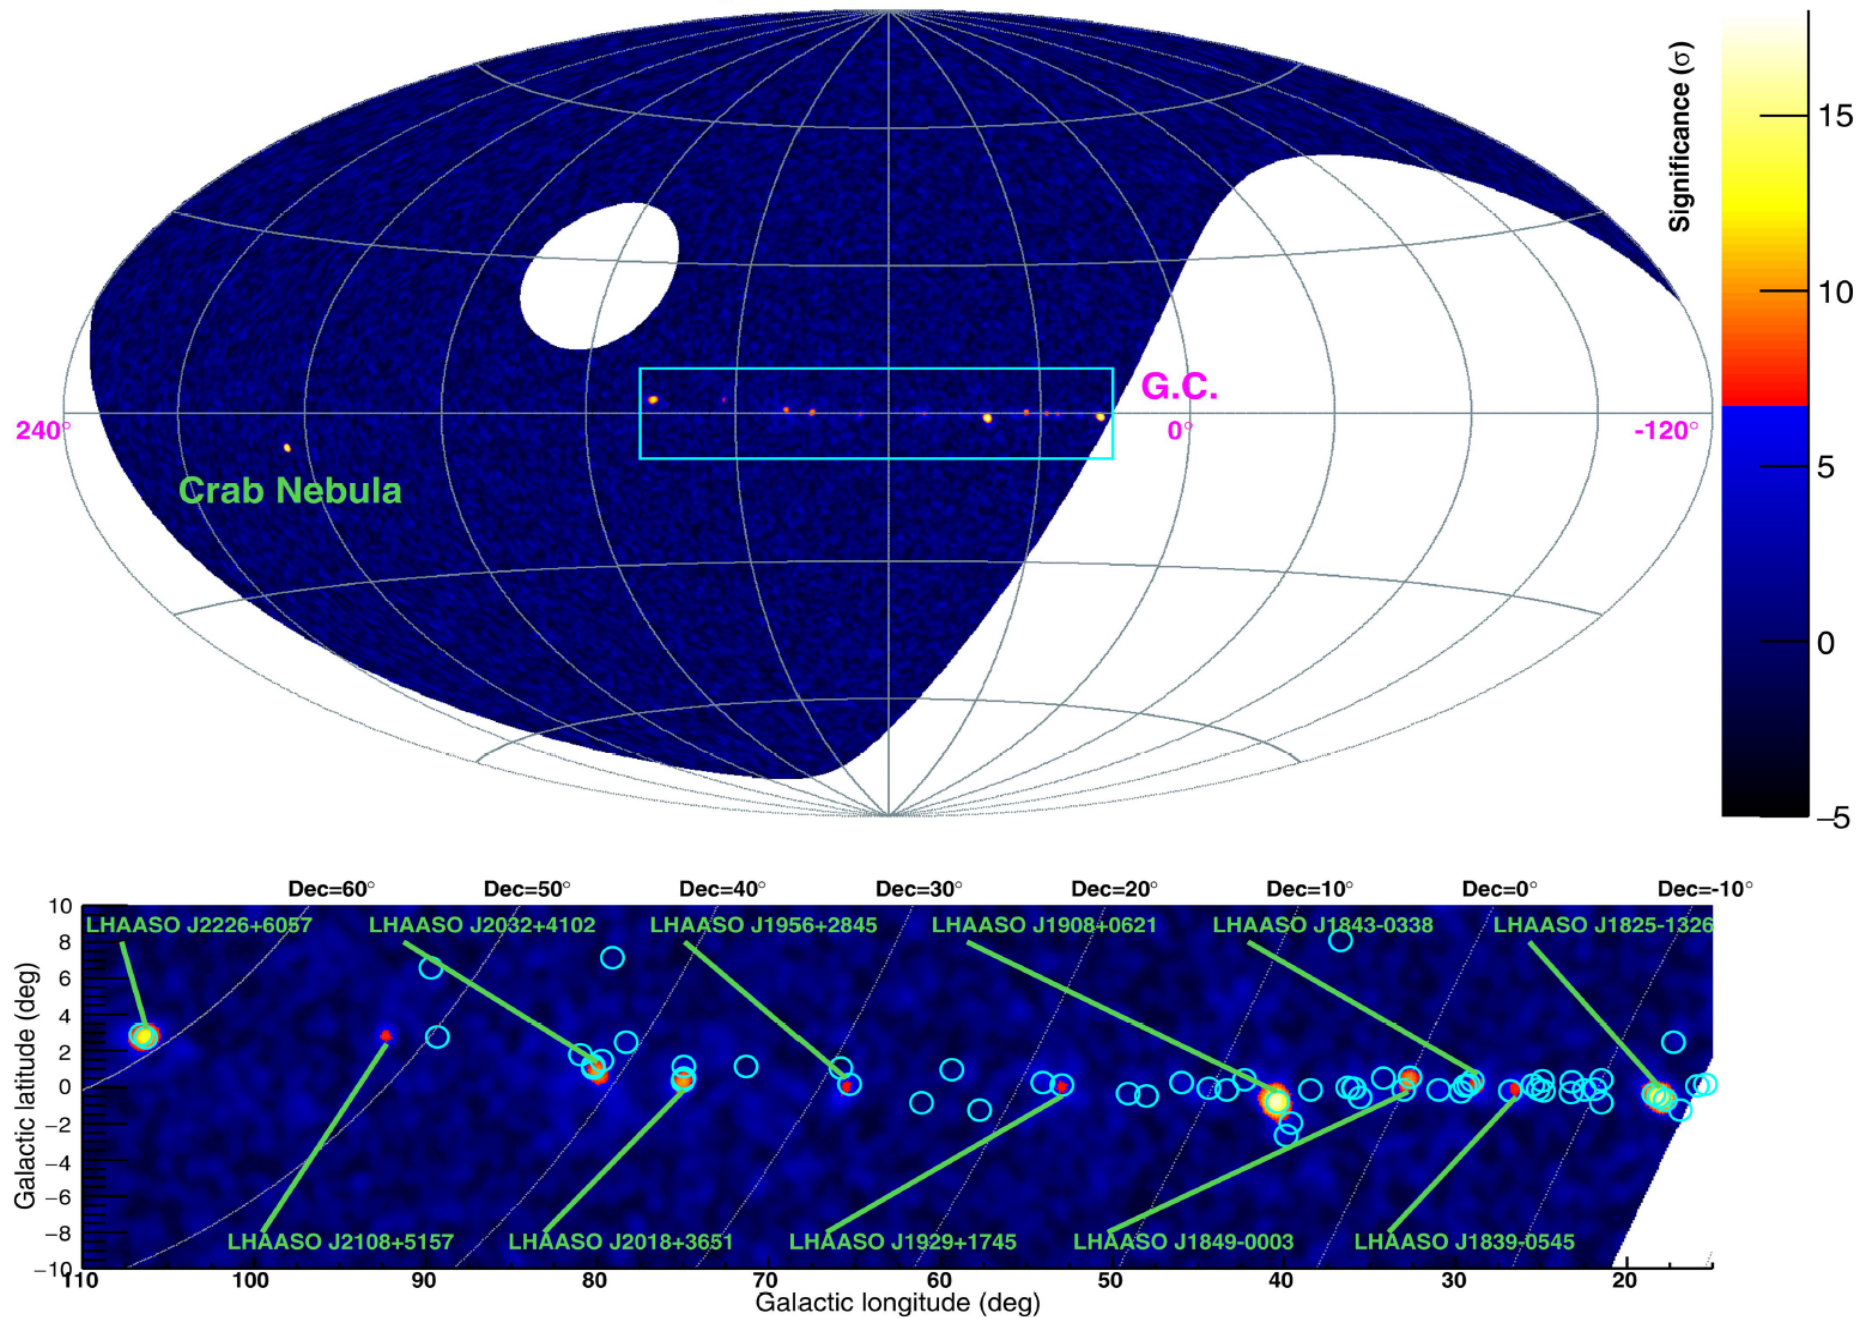 Significance (σ)
15
10
5
0
−5
G.C.
240°
0°
-120°
Crab Nebula
Dec=60° Dec=50° Dec=40° Dec=30° Dec=20° Dec=10° Dec=0° Dec=-10°
LHAASO J2226+6057 LHAASO J2032+4102 LHAASO J1956+2845 LHAASO J1908+0621 LHAASO J1843-0338 LHAASO J1825-1326
Galactic latitude (deg)
10
8
6
4
2
0
−2
−4
−6
−8
−10
LHAASO J2108+5157 LHAASO J2018+3651 LHAASO J1929+1745 LHAASO J1849-0003 LHAASO J1839-0545
110 100 90 80 70 60 50 40 30 20
Galactic longitude (deg)